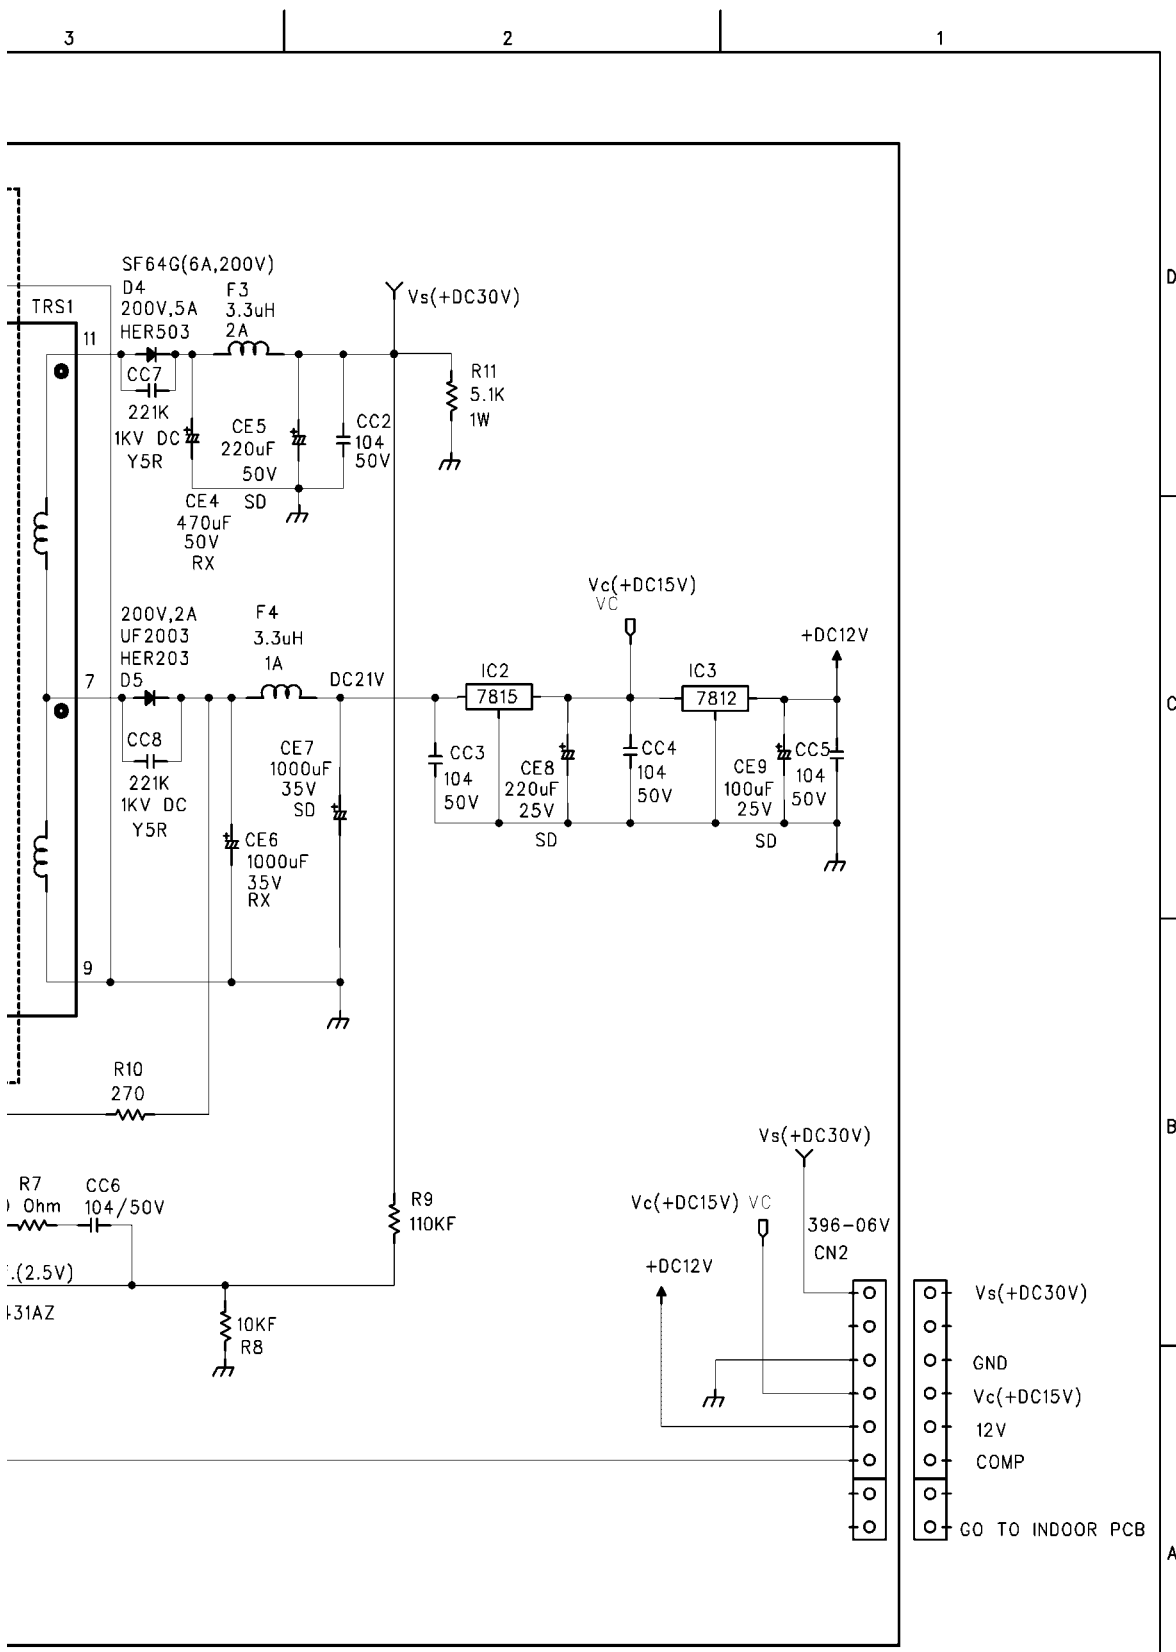 3
2
1
D
C
B
A
SF64G(6A,200V)
D4
200V,5A
HER503
F3
3.3uH
2A
Vs(+DC30V)
TRS1
11
CC7
221K
1KV DC
Y5R
CE5
220uF
50V
SD
CC2
104
50V
R11
5.1K
1W
CE4
470uF
50V
RX
200V,2A
UF2003
HER203
D5
7
F4
3.3uH
1A
DC21V
Vc(+DC15V)
VC
+DC12V
IC2
7815
IC3
7812
CC8
221K
1KV DC
Y5R
CE7
1000uF
35V
SD
CE6
1000uF
35V
RX
CC3
104
50V
CE8
220uF
25V
SD
CC4
104
50V
CE9
100uF
25V
SD
CC5
104
50V
9
R10
270
R7
Ohm
CC6
104/50V
R9
110KF
.(2.5V)
431AZ
10KF
R8
Vs(+DC30V)
Vc(+DC15V) VC
396-06V
CN2
+DC12V
Vs(+DC30V)
GND
Vc(+DC15V)
12V
COMP
GO TO INDOOR PCB